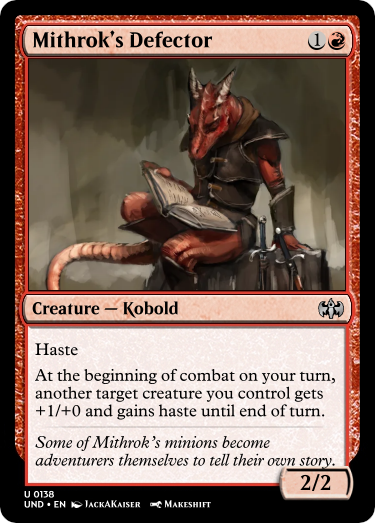 Mithrok's Defector 1
Creature — Kobold
Haste
At the beginning of combat on your turn,
another target creature you control gets
+1/+0 and gains haste until end of turn.
Some of Mithrok's minions become
adventurers themselves to tell their own story.
2/2
U 0138
UND • EN JackAKaiser Makeshift